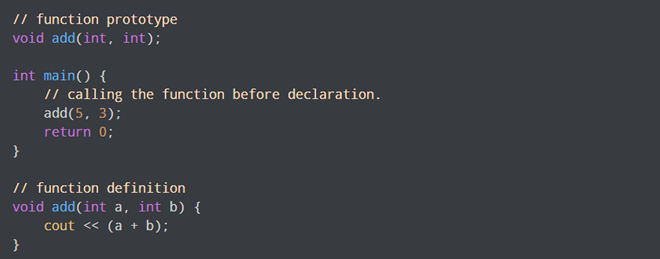 // function prototype
void add(int, int);
int main() {
    // calling the function before declaration.
    add(5, 3);
    return 0;
}
// function definition
void add(int a, int b) {
    cout << (a + b);
}